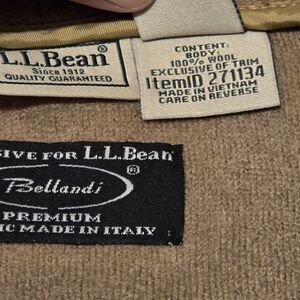 L.L.Bean
Since 1912
QUALITY GUARANTEED
CONTENT:
BODY,
100% WOOL
EXCLUSIVE OF TRIM
ItemID 271134
MADE IN VIETNAM
CARE ON REVERSE
SIVE FOR L.L.Bean
Bellandi ®
PREMIUM
IC MADE IN ITALY